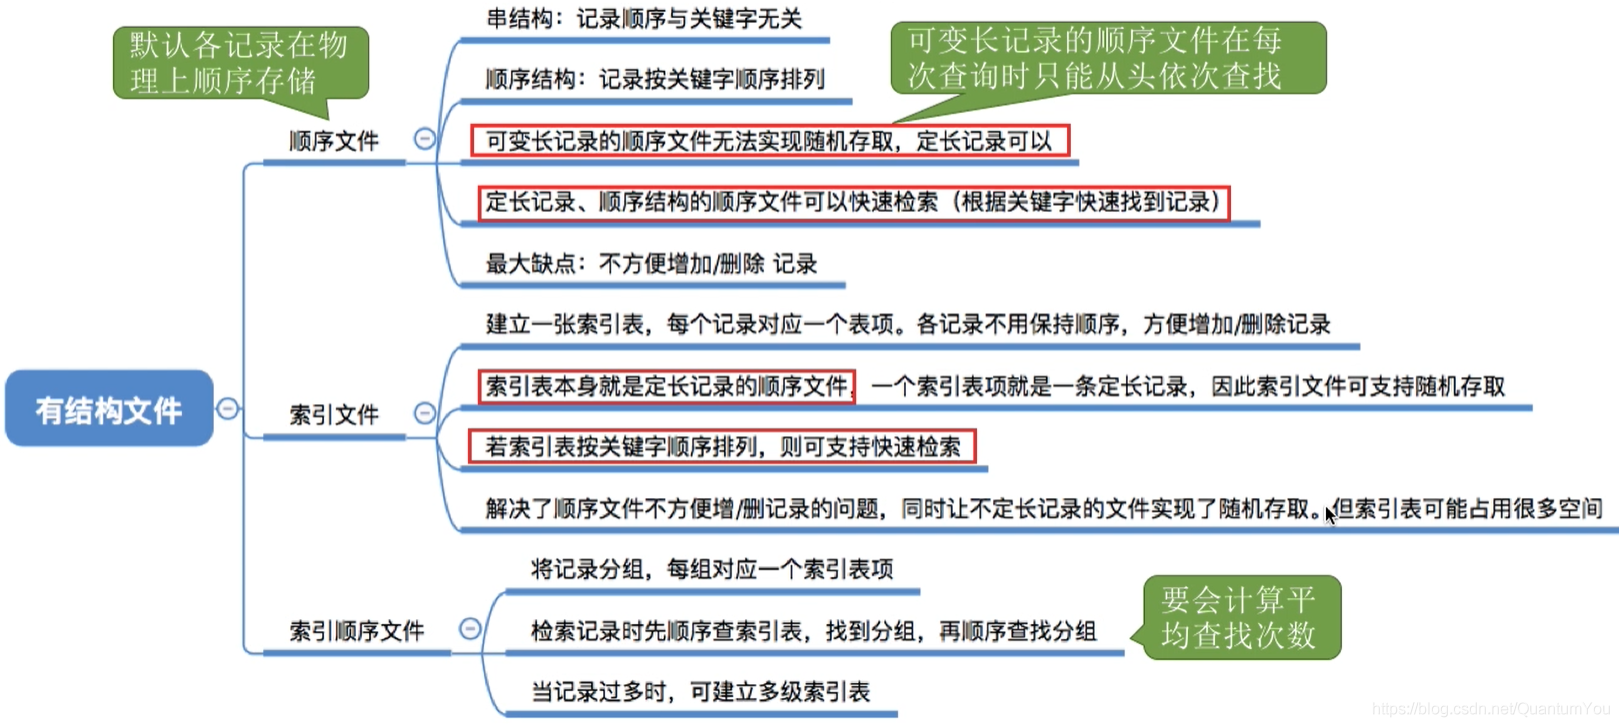 串结构：记录顺序与关键字无关
默认各记录在物
理上顺序存储
可变长记录的顺序文件在每
次查询时只能从头依次查找
顺序结构：记录按关键字顺序排列
顺序文件
可变长记录的顺序文件无法实现随机存取，定长记录可以
定长记录、顺序结构的顺序文件可以快速检索（根据关键字快速找到记录）
最大缺点：不方便增加/删除 记录
有结构文件
索引文件
建立一张索引表，每个记录对应一个表项。各记录不用保持顺序，方便增加/删除记录
索引表本身就是定长记录的顺序文件，一个索引表项就是一条定长记录，因此索引文件可支持随机存取
若索引表按关键字顺序排列，则可支持快速检索
解决了顺序文件不方便增/删记录的问题，同时让不定长记录的文件实现了随机存取。但索引表可能占用很多空间
索引顺序文件
将记录分组，每组对应一个索引表项
检索记录时先顺序查索引表，找到分组，再顺序查找分组
要会计算平
均查找次数
当记录过多时，可建立多级索引表
https://blog.csdn.net/QuantumYou